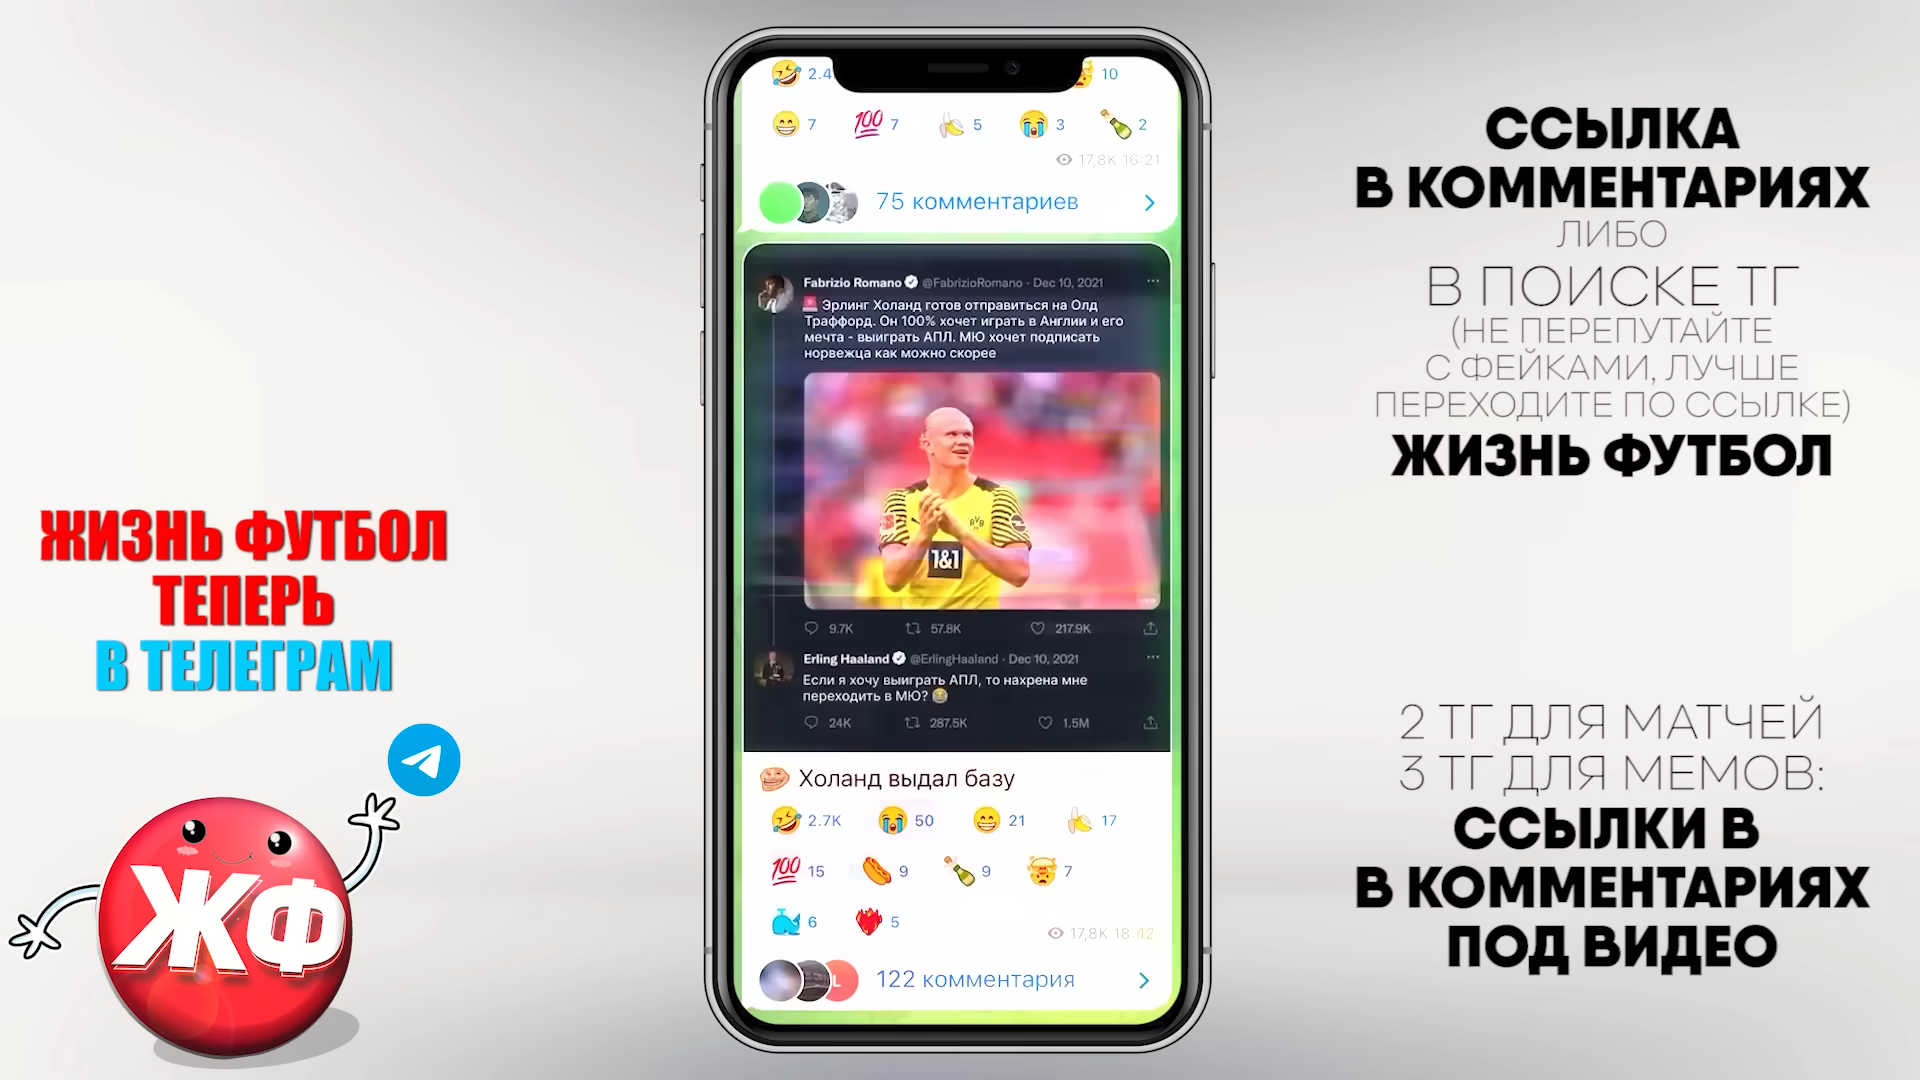 ЖИЗНЬ ФУТБОЛ
ТЕПЕРЬ
В ТЕЛЕГРАМ
ЖФ
2.4
10
7
7
5
3
2
17,8K 16:21
75 комментариев
Fabrizio Romano @FabrizioRomano · Dec 10, 2021
Эрлинг Холанд готов отправиться на Олд
Траффорд. Он 100% хочет играть в Англии и его
мечта - выиграть АПЛ. МЮ хочет подписать
норвежца как можно скорее
BVB
1&1
9.7K
57.8K
217.9K
Erling Haaland @ErlingHaaland · Dec 10, 2021
Если я хочу выиграть АПЛ, то нахрена мне
переходить в МЮ?
24K
287.5K
1.5M
Холанд выдал базу
2.7K
50
21
17
15
9
9
7
6
5
17,8K 18:42
L
122 комментария
ССЫЛКА
В КОММЕНТАРИЯХ
ЛИБО
В ПОИСКЕ ТГ
(НЕ ПЕРЕПУТАЙТЕ
С ФЕЙКАМИ, ЛУЧШЕ
ПЕРЕХОДИТЕ ПО ССЫЛКЕ)
ЖИЗНЬ ФУТБОЛ
2 ТГ ДЛЯ МАТЧЕЙ
3 ТГ ДЛЯ МЕМОВ:
ССЫЛКИ В
В КОММЕНТАРИЯХ
ПОД ВИДЕО